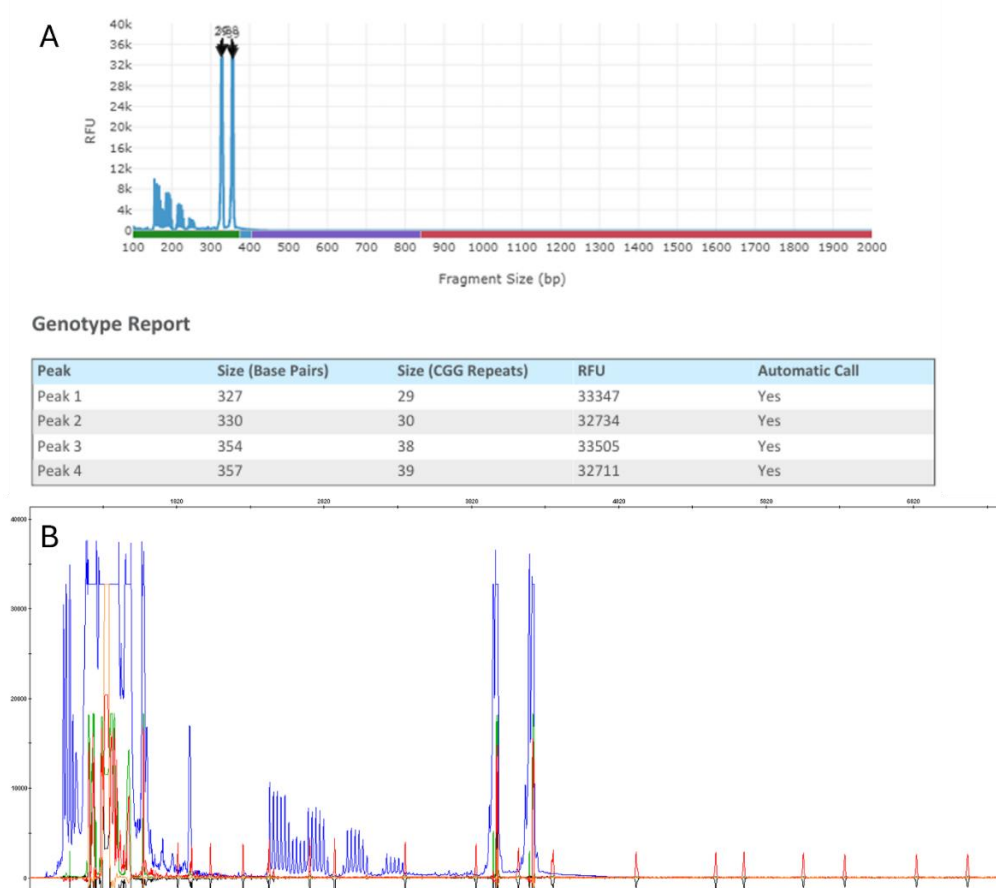 A
40k
36k
32k
28k
24k
20k
16k
12k
8k
4k
0
RFU
100 200 300 400 500 600 700 800 900 1000 1100 1200 1300 1400 1500 1600 1700 1800 1900 2000
Fragment Size (bp)
Genotype Report
Peak Size (Base Pairs) Size (CGG Repeats) RFU Automatic Call
Peak 1 327 29 33347 Yes
Peak 2 330 30 32734 Yes
Peak 3 354 38 33505 Yes
Peak 4 357 39 32711 Yes
1020 2020 3020 4020 5020 6020
B
40000
30000
20000
10000
0